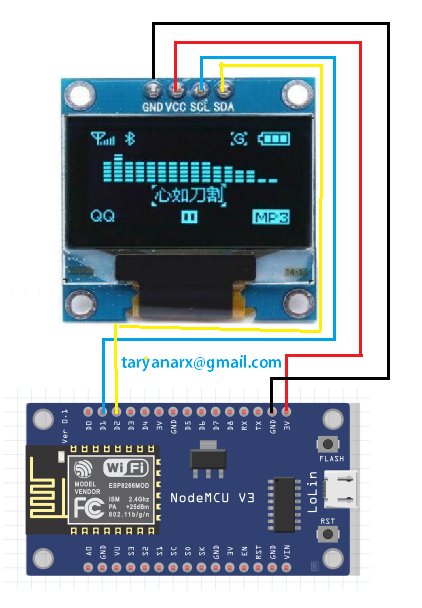 GND VCC SCL SDA
G
心如刀割
QQ
MP3
taryanarx@gmail.com
D0 D1 D2 D3 D4 3V GND D5 D6 D7 D8 RX TX GND 3V
Ver 0.1
FLASH
MODEL
VENDOR
WiFi
ESP8266MOD
FC
ISM 2.4Ghz
PA +25dBm
802.11b/g/n
NodeMCU V3
LoLin
RST
A0 GND VU S3 S2 S1 SC S0 SK GND 3V EN RST GND VIN